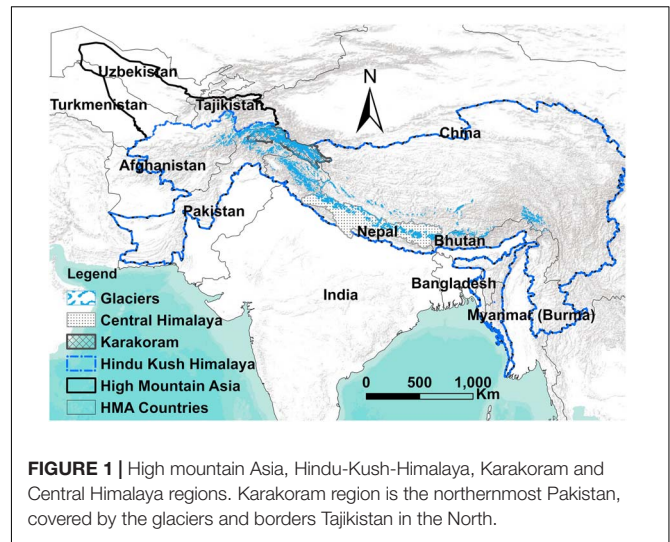 Uzbekistan
N
Turkmenistan
Tajikistan
China
Afghanistan
Pakistan
Nepal
Bhutan
Legend
Bangladesh
Glaciers
India
Myanmar (Burma)
Central Himalaya
Karakoram
Hindu Kush Himalaya
High Mountain Asia
0 500 1,000
Km
HMA Countries
FIGURE 1 | High mountain Asia, Hindu-Kush-Himalaya, Karakoram and
Central Himalaya regions. Karakoram region is the northernmost Pakistan,
covered by the glaciers and borders Tajikistan in the North.